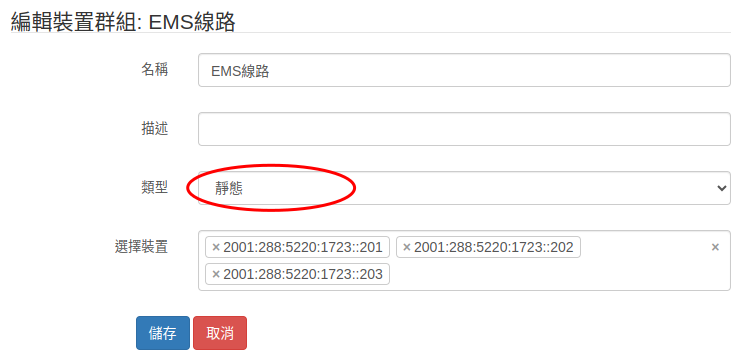 編輯裝置群組: EMS線路
名稱 EMS線路
描述
類型 靜態
選擇裝置 × 2001:288:5220:1723::201 × 2001:288:5220:1723::202 ×
× 2001:288:5220:1723::203
儲存 取消